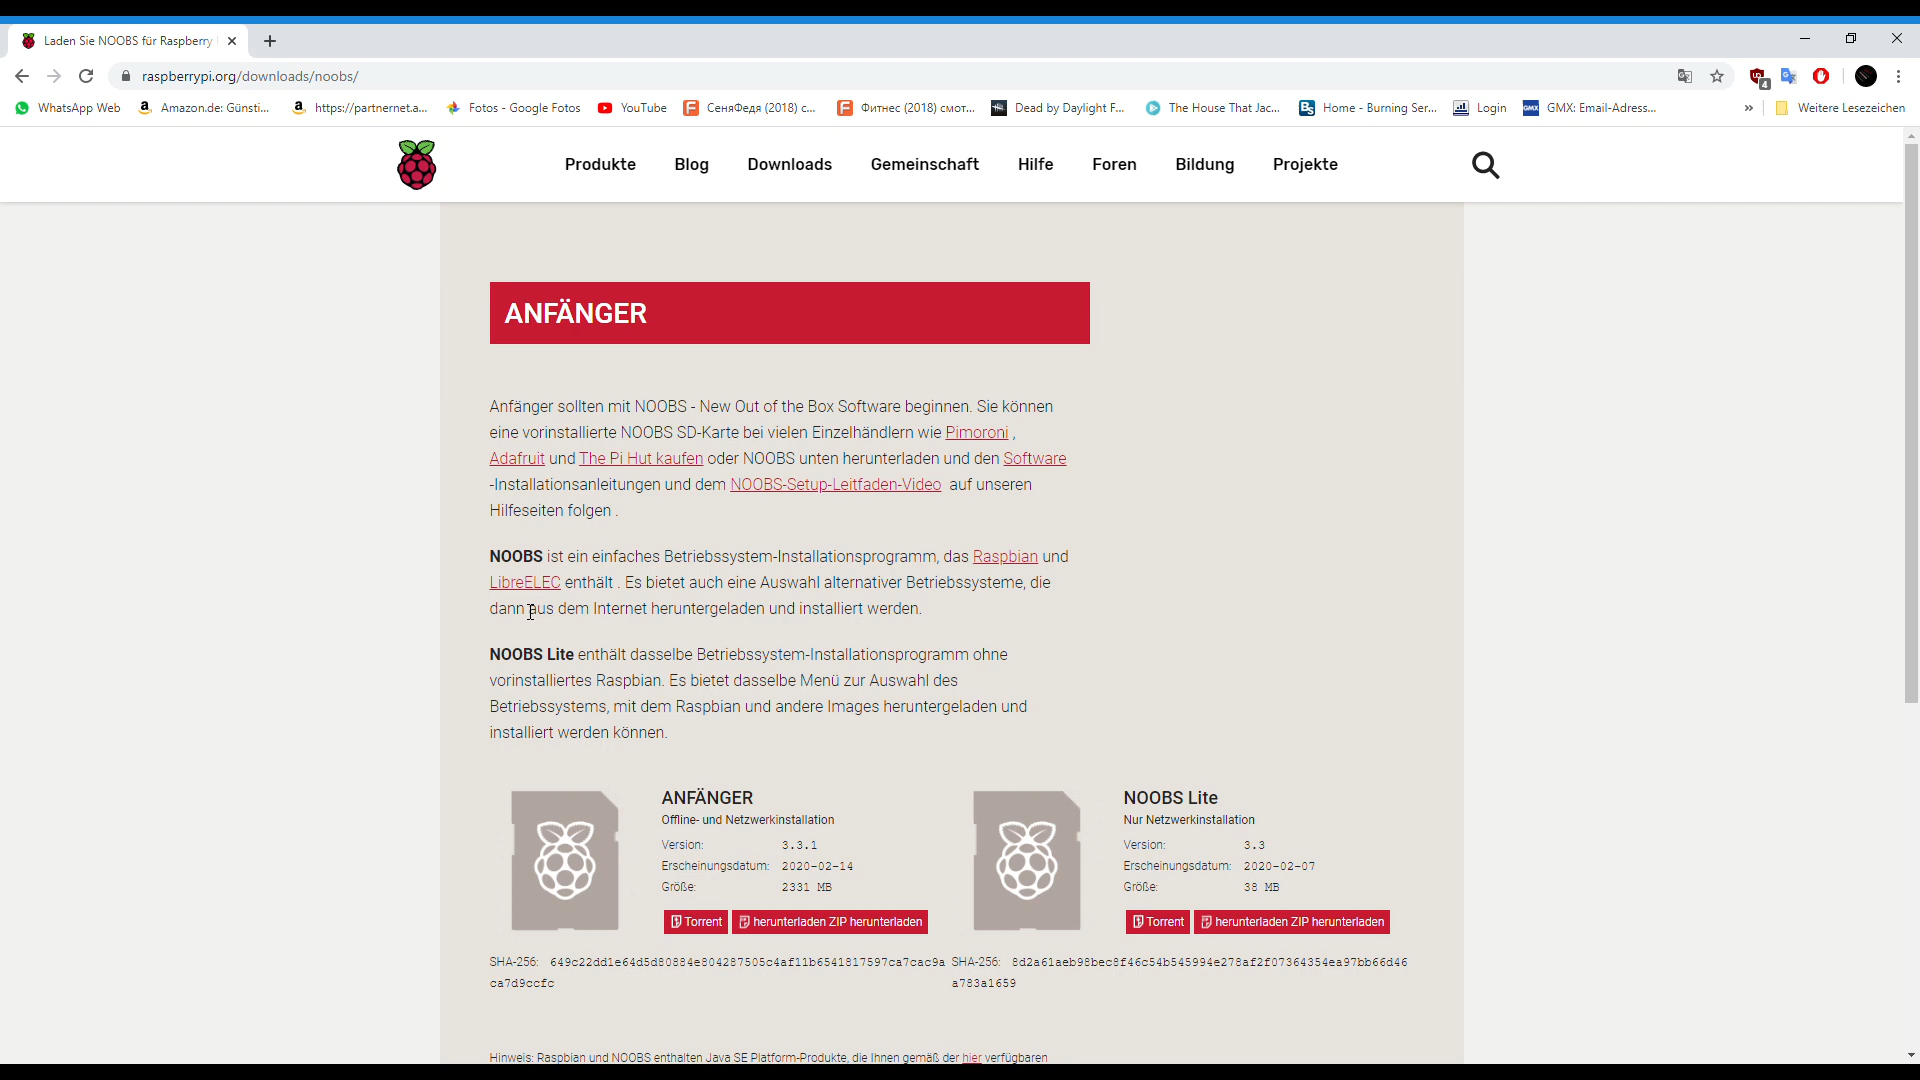 Laden Sie NOOBS für Raspberry
raspberrypi.org/downloads/noobs/
4
WhatsApp Web
Amazon.de: Günsti...
https://partnernet.a...
Fotos - Google Fotos
YouTube
СеняФедя (2018) с...
Фитнес (2018) смот...
Dead by Daylight F...
The House That Jac...
Bs Home - Burning Ser...
Login
GMX GMX: Email-Adress...
»
Weitere Lesezeichen
Produkte
Blog
Downloads
Gemeinschaft
Hilfe
Foren
Bildung
Projekte
ANFÄNGER
Anfänger sollten mit NOOBS - New Out of the Box Software beginnen. Sie können
eine vorinstallierte NOOBS SD-Karte bei vielen Einzelhändlern wie Pimoroni ,
Adafruit und The Pi Hut kaufen oder NOOBS unten herunterladen und den Software
-Installationsanleitungen und dem NOOBS-Setup-Leitfaden-Video auf unseren
Hilfeseiten folgen .
NOOBS ist ein einfaches Betriebssystem-Installationsprogramm, das Raspbian und
LibreELEC enthält . Es bietet auch eine Auswahl alternativer Betriebssysteme, die
dann aus dem Internet heruntergeladen und installiert werden.
NOOBS Lite enthält dasselbe Betriebssystem-Installationsprogramm ohne
vorinstalliertes Raspbian. Es bietet dasselbe Menü zur Auswahl des
Betriebssystems, mit dem Raspbian und andere Images heruntergeladen und
installiert werden können.
ANFÄNGER
Offline- und Netzwerkinstallation
Version: 3.3.1
Erscheinungsdatum: 2020-02-14
Größe: 2331 MB
Torrent
herunterladen ZIP herunterladen
SHA-256: 649c22dd1e64d5d80884e804287505c4af11b6541817597ca7cac9a
ca7d9ccfc
NOOBS Lite
Nur Netzwerkinstallation
Version: 3.3
Erscheinungsdatum: 2020-02-07
Größe: 38 MB
Torrent
herunterladen ZIP herunterladen
SHA-256: 8d2a61aeb98bec8f46c54b545994e278af2f07364354ea97bb66d46
a783a1659
Hinweis: Raspbian und NOOBS enthalten Java SE Platform-Produkte, die Ihnen gemäß der hier verfügbaren